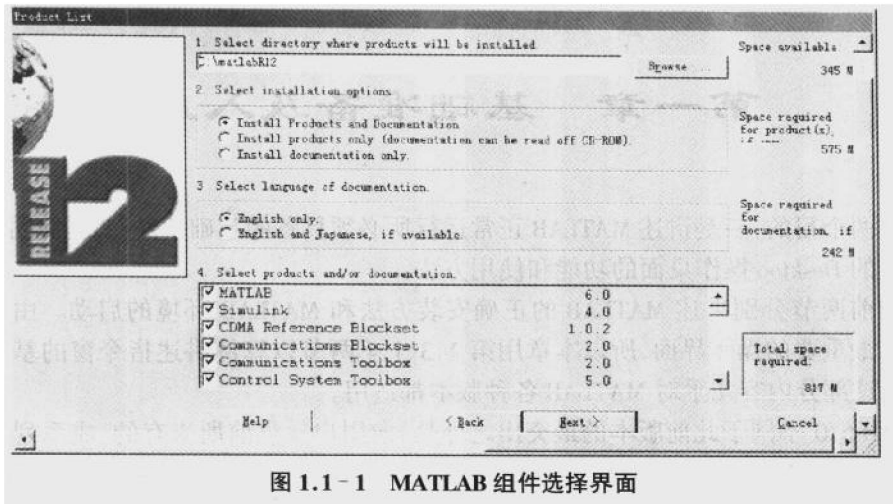 Product List
1. Select directory where products will be installed
C:\matlabR12
Browse ...
2. Select installation options
Install Products and Documentation
Install products only (documentation can be read off CD-ROM).
Install documentation only.
3 Select language of documentation.
English only.
English and Japanese, if available.
4. Select products and/or documentation.
MATLAB 6.0
Simulink 4.0
CDMA Reference Blockset 1.0.2
Communications Blockset 2.0
Communications Toolbox 2.0
Control System Toolbox 5.0
Space available
345 M
Space required
for product(s),
575 M
Space required
for
documentation, if
242 M
Total space
required:
817 M
RELEASE
12
Help
< Back
Next >
Cancel
图 1.1-1 MATLAB 组件选择界面